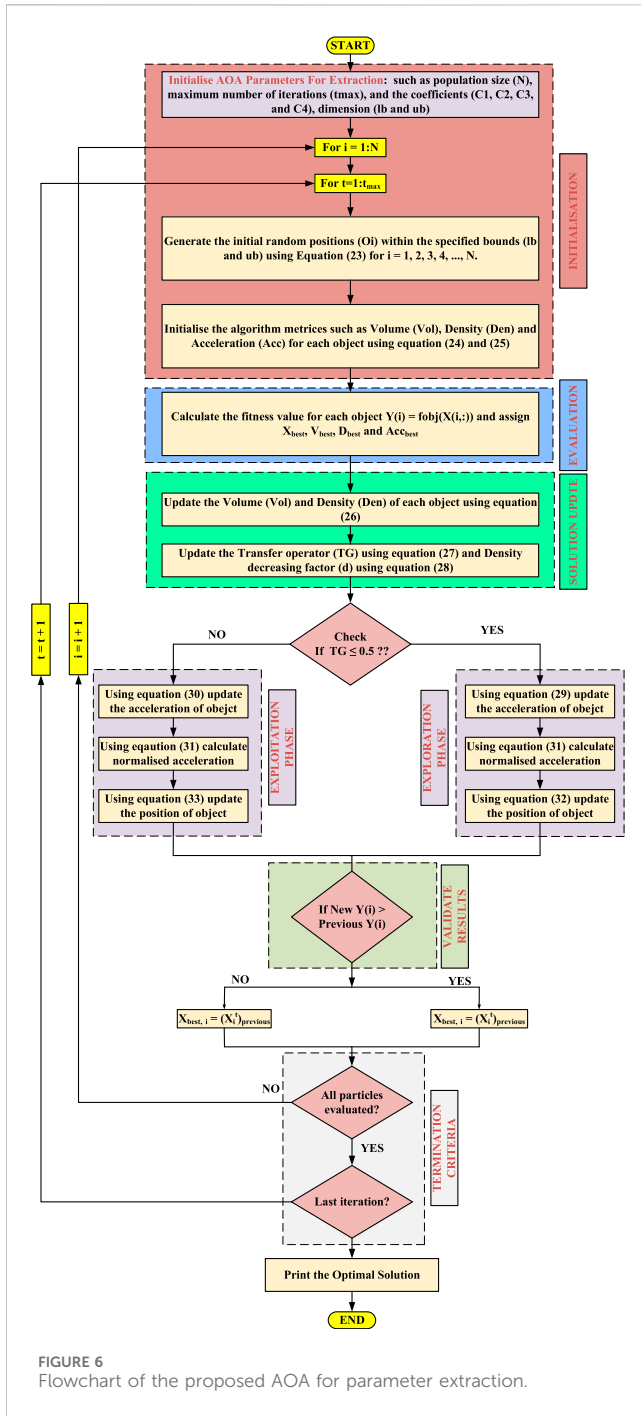 START
Initialise AOA Parameters For Extraction: such as population size (N),
maximum number of iterations (tmax), and the coefficients (C1, C2, C3,
and C4), dimension (lb and ub)
For i = 1:N
For t=1:tmax
INITIALISATION
Generate the initial random positions (Oi) within the specified bounds (lb
and ub) using Equation (23) for i = 1, 2, 3, 4, ..., N.
Initialise the algorithm metrices such as Volume (Vol), Density (Den) and
Acceleration (Acc) for each object using equation (24) and (25)
Calculate the fitness value for each object Y(i) = fobj(X(i,:)) and assign
Xbest, Vbest, Dbest and Accbest
EVALUATION
Update the Volume (Vol) and Density (Den) of each object using equation
(26)
Update the Transfer operator (TG) using equation (27) and Density
decreasing factor (d) using equation (28)
SOLUTION UPDTE
t = t + 1
i = i + 1
Check
If TG ≤ 0.5 ??
NO
YES
Using equation (30) update
the acceleration of obejct
Using eqaution (31) calculate
normalised acceleration
Using equation (33) update
the position of object
EXPLOITATION
PHASE
Using equation (29) update
the acceleration of obejct
Using equation (31) calculate
normalised acceleration
Using equation (32) update
the position of object
EXPLORATION
PHASE
If New Y(i) >
Previous Y(i)
VALIDATE
RESULTS
NO
YES
Xbest, i = (Xit)previous
Xbest, i = (Xit)previous
NO
All particles
evaluated?
YES
Last iteration?
TERMINATION
CRITERIA
Print the Optimal Solution
END
FIGURE 6
Flowchart of the proposed AOA for parameter extraction.